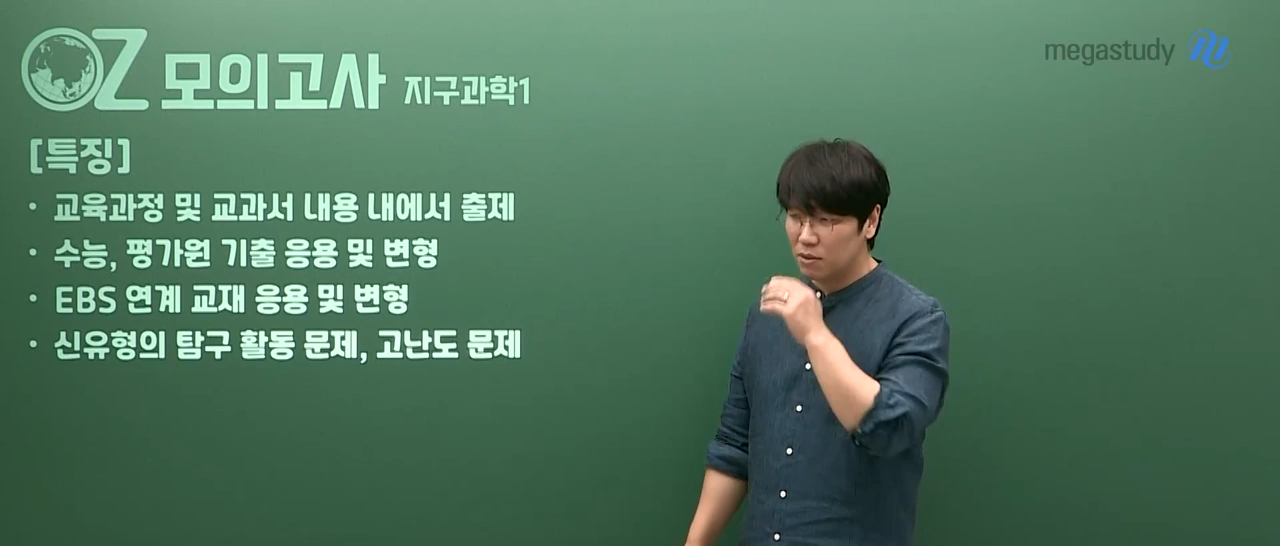 OZ 모의고사 지구과학1
megastudy
[특징]
• 교육과정 및 교과서 내용 내에서 출제
• 수능, 평가원 기출 응용 및 변형
• EBS 연계 교재 응용 및 변형
• 신유형의 탐구 활동 문제, 고난도 문제